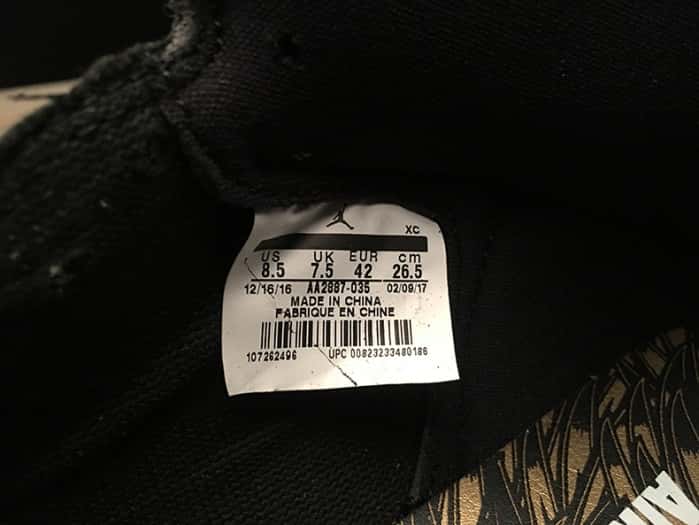 XC
US UK EUR cm
8.5 7.5 42 26.5
12/16/16 AA2887-035 02/09/17
MADE IN CHINA
FABRIQUE EN CHINE
107262496 UPC 00823233480186
AI